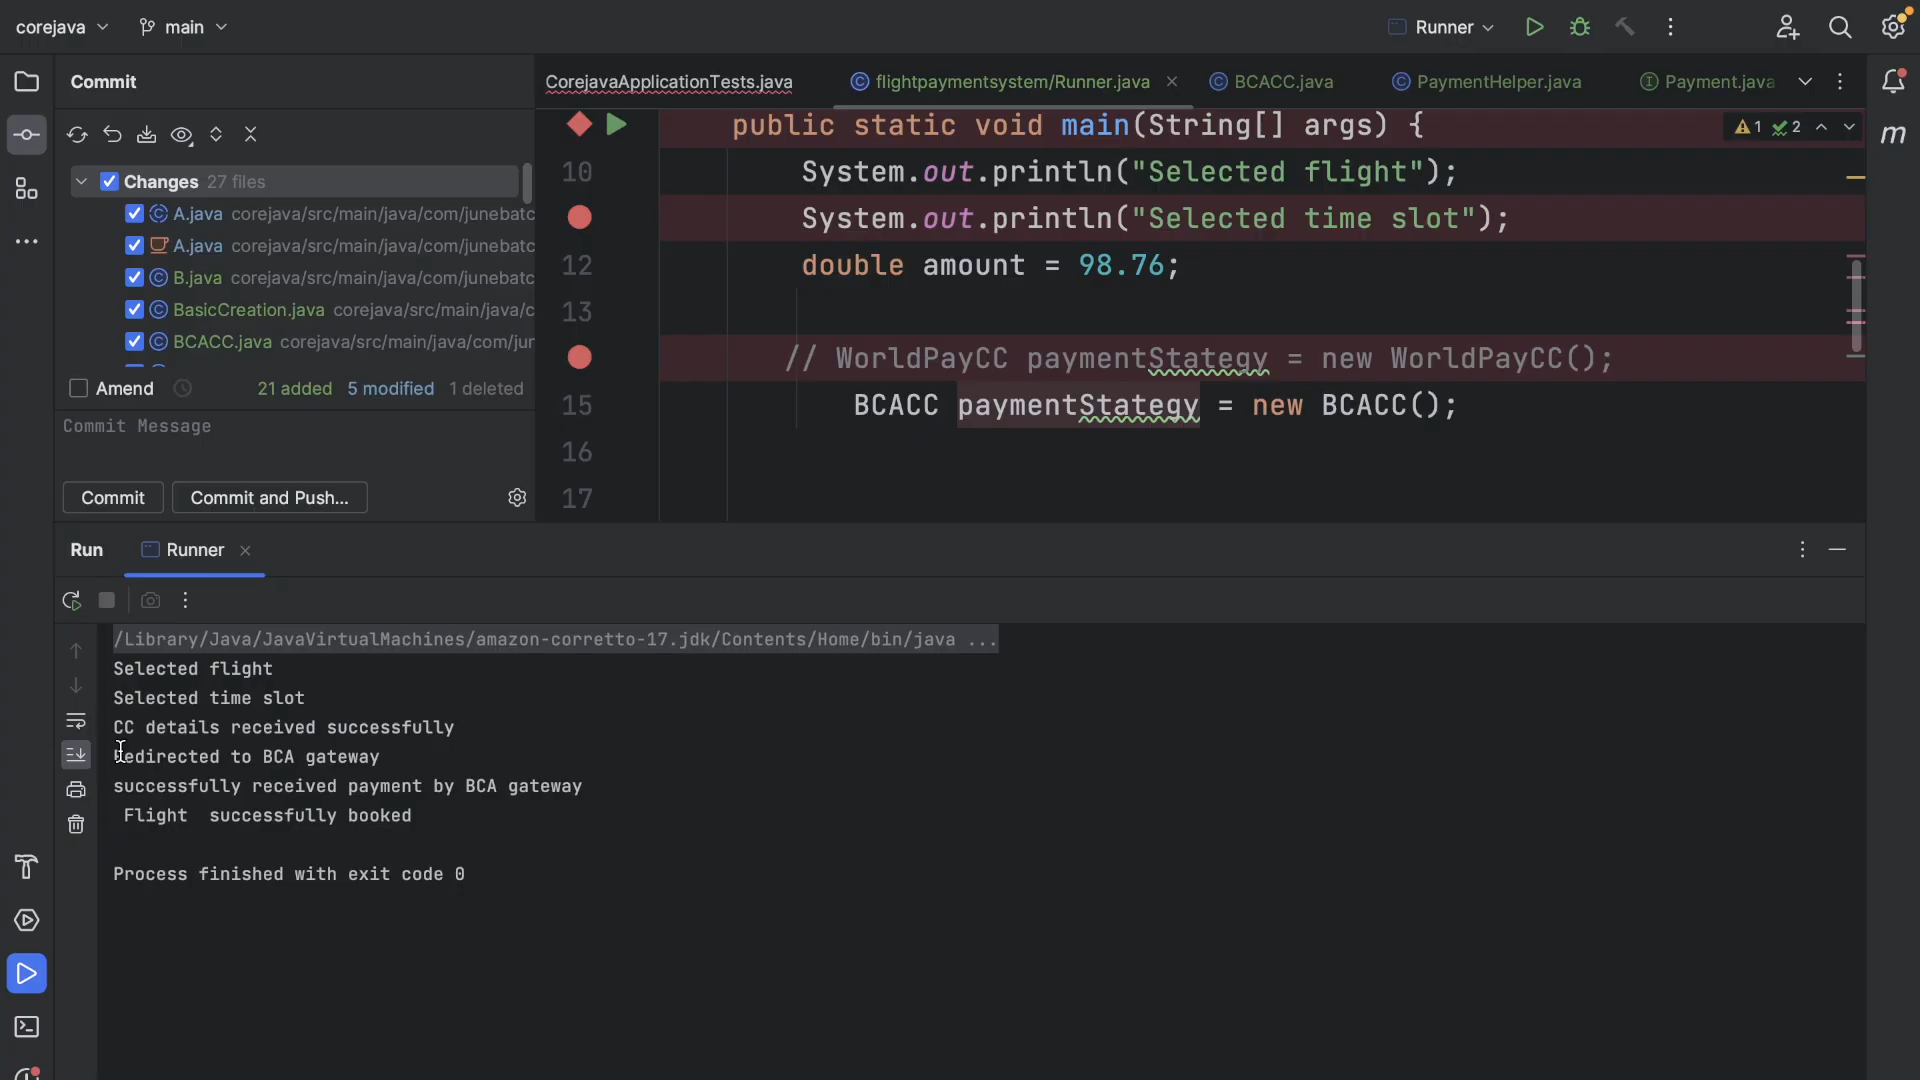 corejava
main
Runner
Commit
CorejavaApplicationTests.java
flightpaymentsystem/Runner.java
BCACC.java
PaymentHelper.java
Payment.java
m
Changes 27 files
A.java corejava/src/main/java/com/junebatc
A.java corejava/src/main/java/com/junebatc
B.java corejava/src/main/java/com/junebatc
BasicCreation.java corejava/src/main/java/c
BCACC.java corejava/src/main/java/com/jun
Amend
21 added 5 modified 1 deleted
Commit Message
Commit
Commit and Push...
public static void main(String[] args) {
1 2
10 System.out.println("Selected flight");
System.out.println("Selected time slot");
12 double amount = 98.76;
13
// WorldPayCC paymentStategy = new WorldPayCC();
15 BCACC paymentStategy = new BCACC();
16
17
Run
Runner
/Library/Java/JavaVirtualMachines/amazon-corretto-17.jdk/Contents/Home/bin/java ...
Selected flight
Selected time slot
CC details received successfully
Redirected to BCA gateway
successfully received payment by BCA gateway
Flight  successfully booked
Process finished with exit code 0